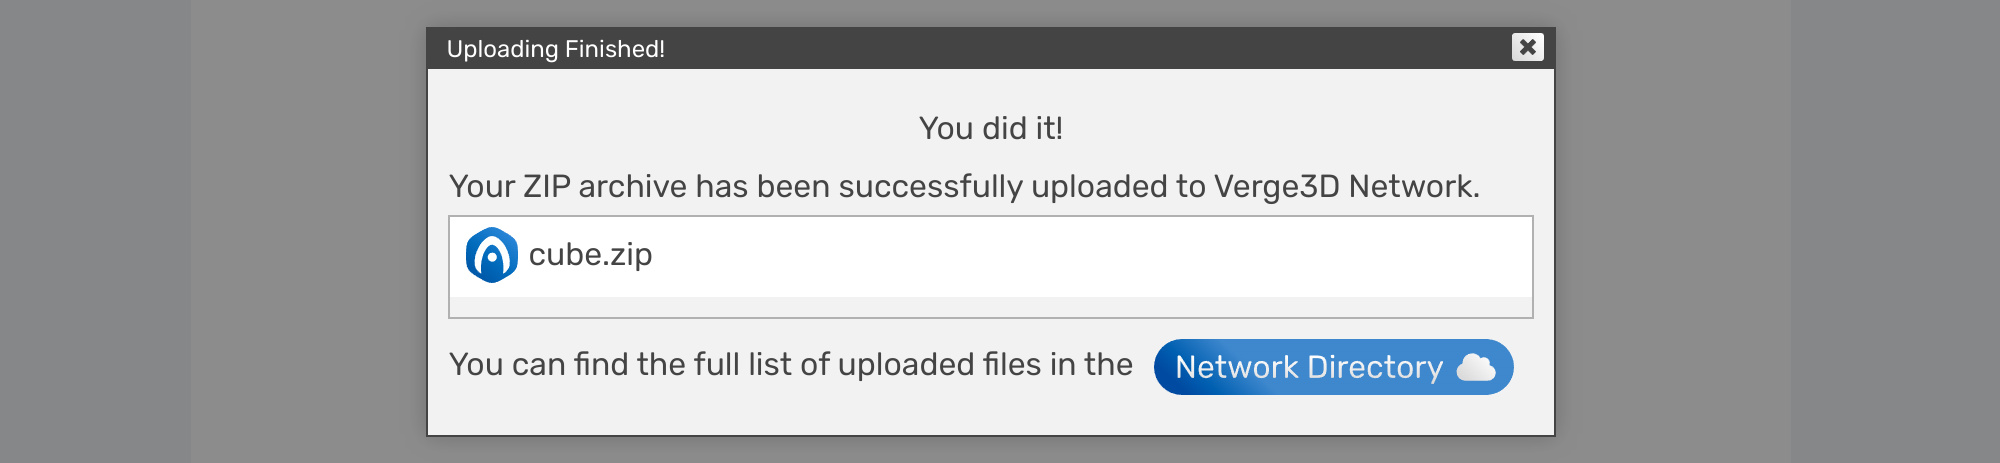 Uploading Finished!
You did it!
Your ZIP archive has been successfully uploaded to Verge3D Network.
cube.zip
You can find the full list of uploaded files in the Network Directory